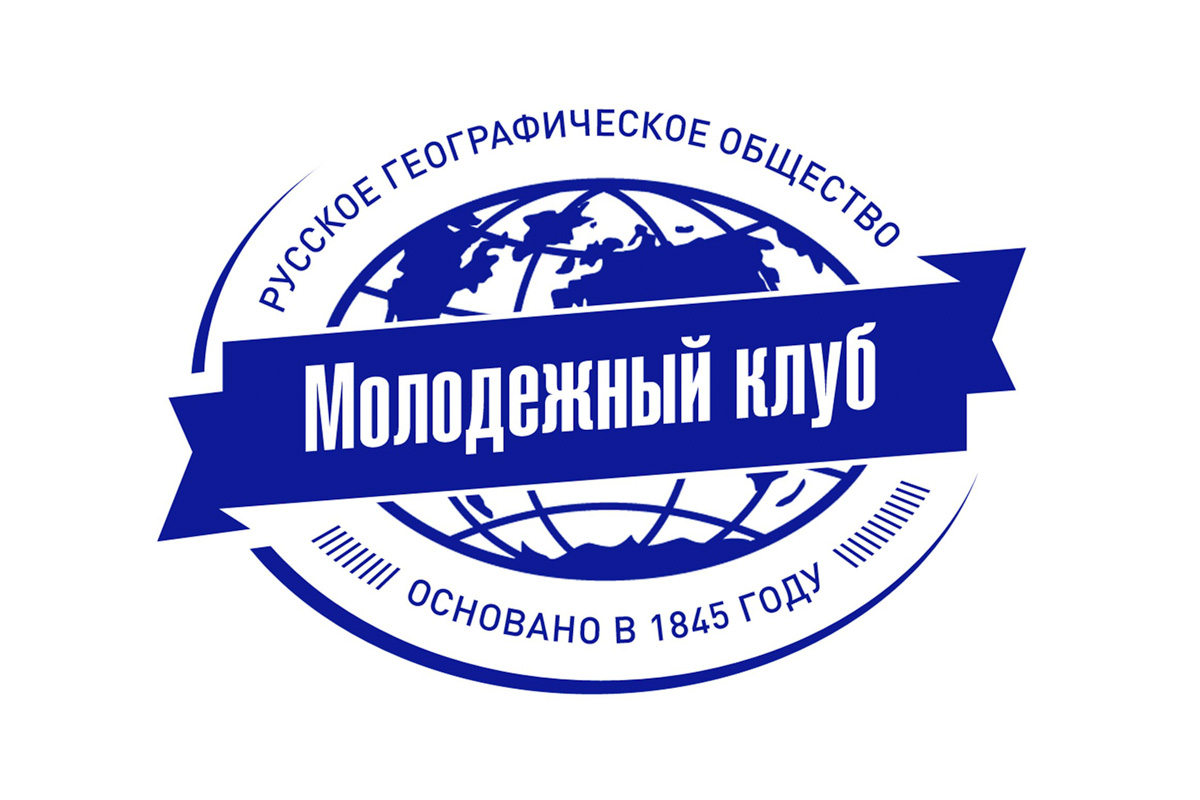 РУССКОЕ ГЕОГРАФИЧЕСКОЕ ОБЩЕСТВО
Молодежный клуб
ОСНОВАНО В 1845 ГОДУ